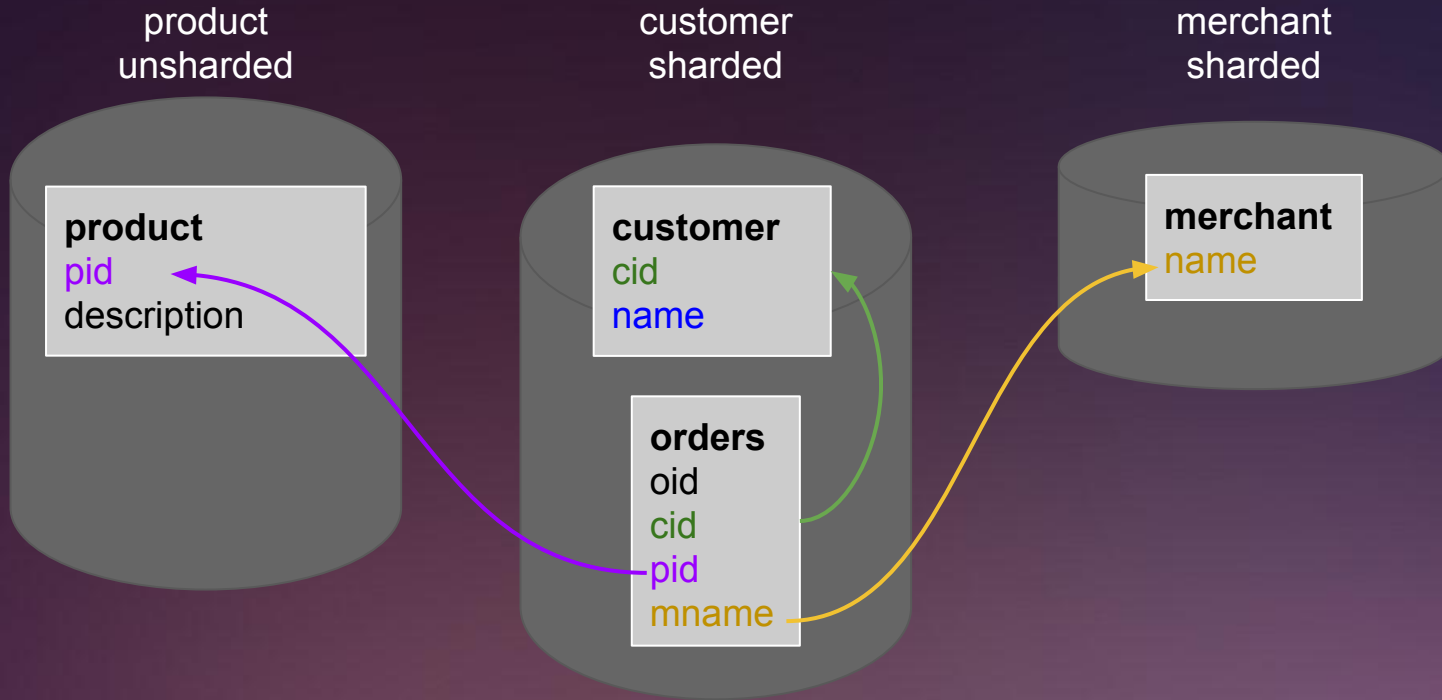 product
unsharded
customer
sharded
merchant
sharded
product
pid
description
customer
cid
name
orders
oid
cid
pid
mname
merchant
name